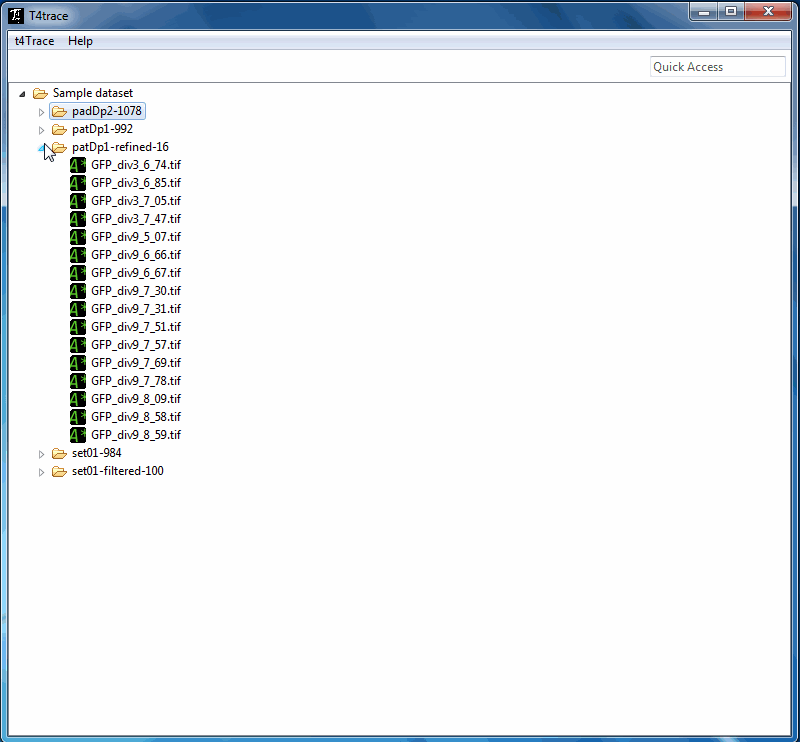 T4trace
t4Trace Help
Quick Access
Sample dataset
padDp2-1078
patDp1-992
patDp1-refined-16
GFP_div3_6_74.tif
GFP_div3_6_85.tif
GFP_div3_7_05.tif
GFP_div3_7_47.tif
GFP_div9_5_07.tif
GFP_div9_6_66.tif
GFP_div9_6_67.tif
GFP_div9_7_30.tif
GFP_div9_7_31.tif
GFP_div9_7_51.tif
GFP_div9_7_57.tif
GFP_div9_7_69.tif
GFP_div9_7_78.tif
GFP_div9_8_09.tif
GFP_div9_8_58.tif
GFP_div9_8_59.tif
set01-984
set01-filtered-100